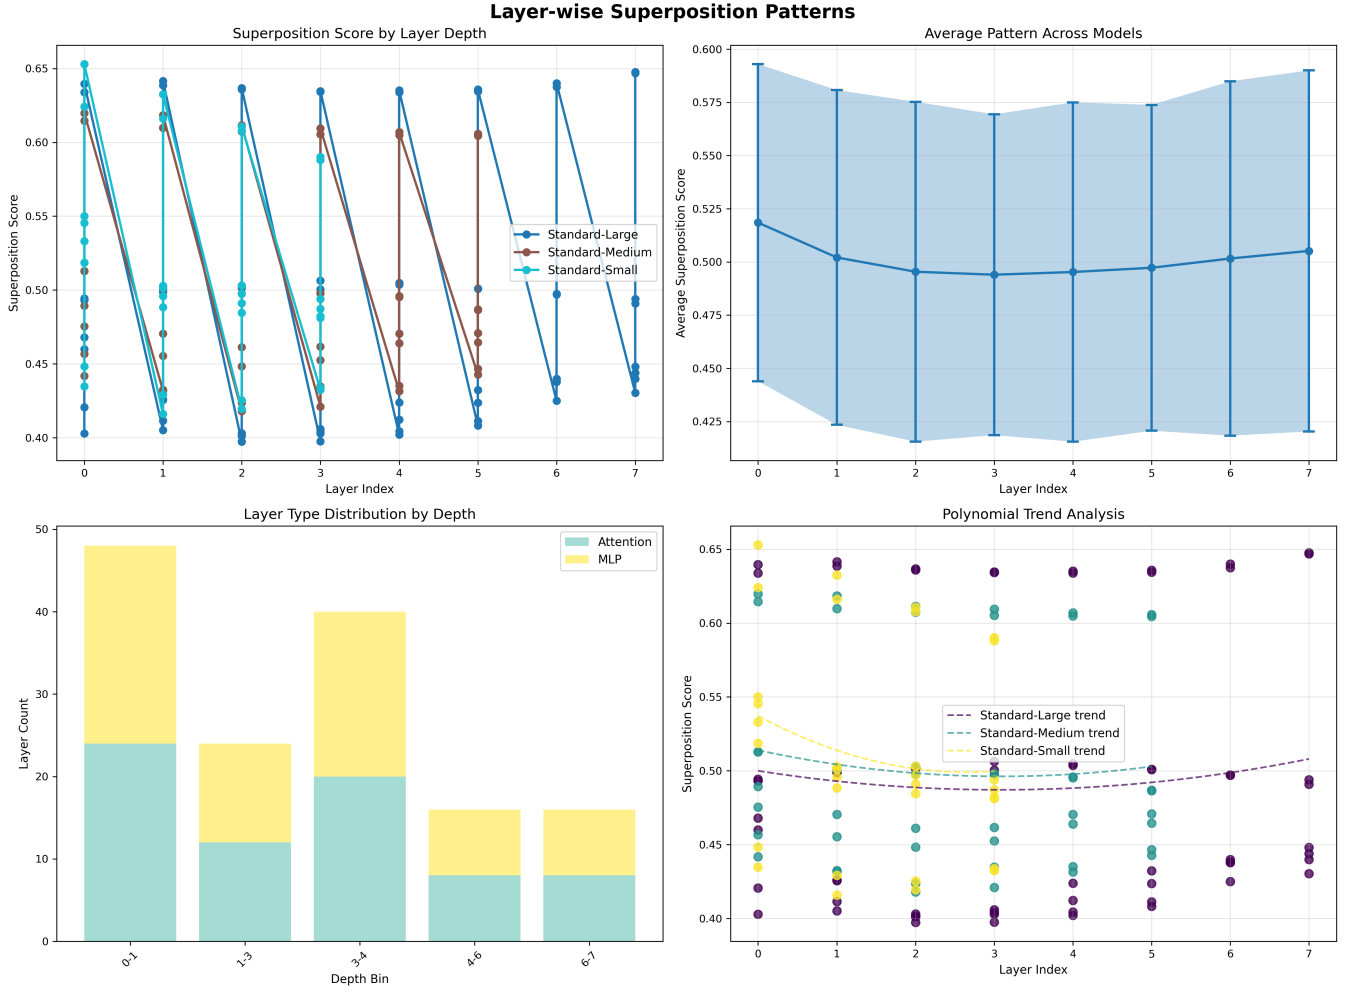 Layer-wise Superposition Patterns
Superposition Score by Layer Depth
Superposition Score
0.65
0.60
0.55
0.50
0.45
0.40
0 1 2 3 4 5 6 7
Layer Index
Standard-Large
Standard-Medium
Standard-Small
Average Pattern Across Models
Average Superposition Score
0.600
0.575
0.550
0.525
0.500
0.475
0.450
0.425
0 1 2 3 4 5 6 7
Layer Index
Layer Type Distribution by Depth
Layer Count
50
40
30
20
10
0
0-1 1-3 3-4 4-6 6-7
Depth Bin
Attention
MLP
Polynomial Trend Analysis
Superposition Score
0.65
0.60
0.55
0.50
0.45
0.40
0 1 2 3 4 5 6 7
Layer Index
Standard-Large trend
Standard-Medium trend
Standard-Small trend